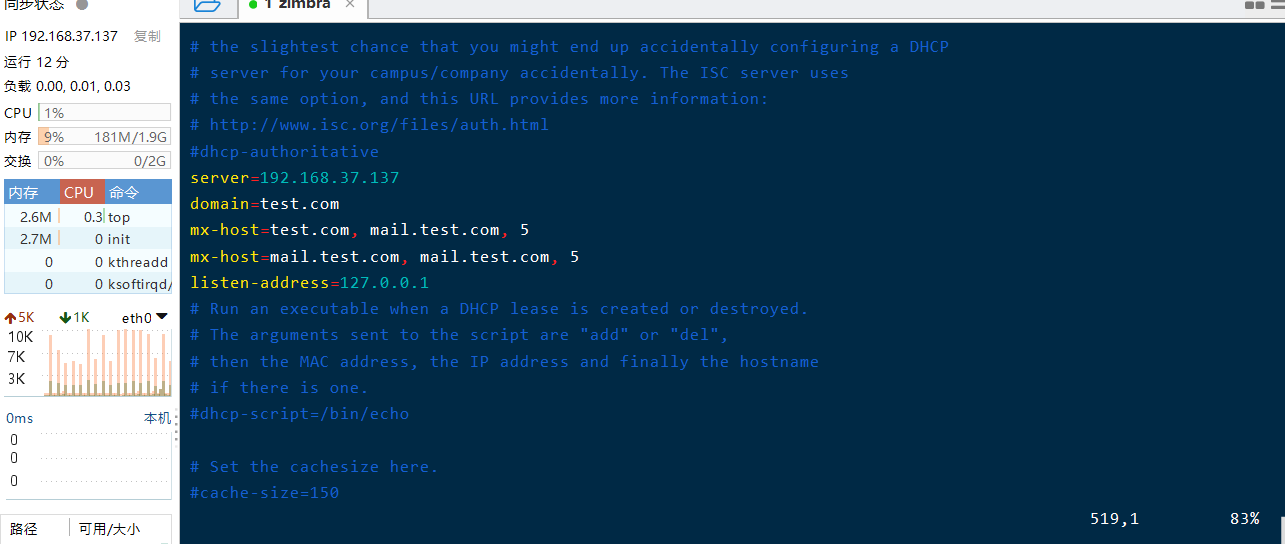 同步状态
1 zimbra
IP 192.168.37.137 复制
运行 12 分
负载 0.00, 0.01, 0.03
CPU 1%
内存 9% 181M/1.9G
交换 0% 0/2G
内存 CPU 命令
2.6M 0.3 top
2.7M 0 init
0 0 kthreadd
0 0 ksoftirqd/
5K 1K eth0
10K
7K
3K
0ms 本机
0
0
0
路径 可用/大小
# the slightest chance that you might end up accidentally configuring a DHCP
# server for your campus/company accidentally. The ISC server uses
# the same option, and this URL provides more information:
# http://www.isc.org/files/auth.html
#dhcp-authoritative
server=192.168.37.137
domain=test.com
mx-host=test.com, mail.test.com, 5
mx-host=mail.test.com, mail.test.com, 5
listen-address=127.0.0.1
# Run an executable when a DHCP lease is created or destroyed.
# The arguments sent to the script are "add" or "del",
# then the MAC address, the IP address and finally the hostname
# if there is one.
#dhcp-script=/bin/echo
# Set the cachesize here.
#cache-size=150
519,1 83%